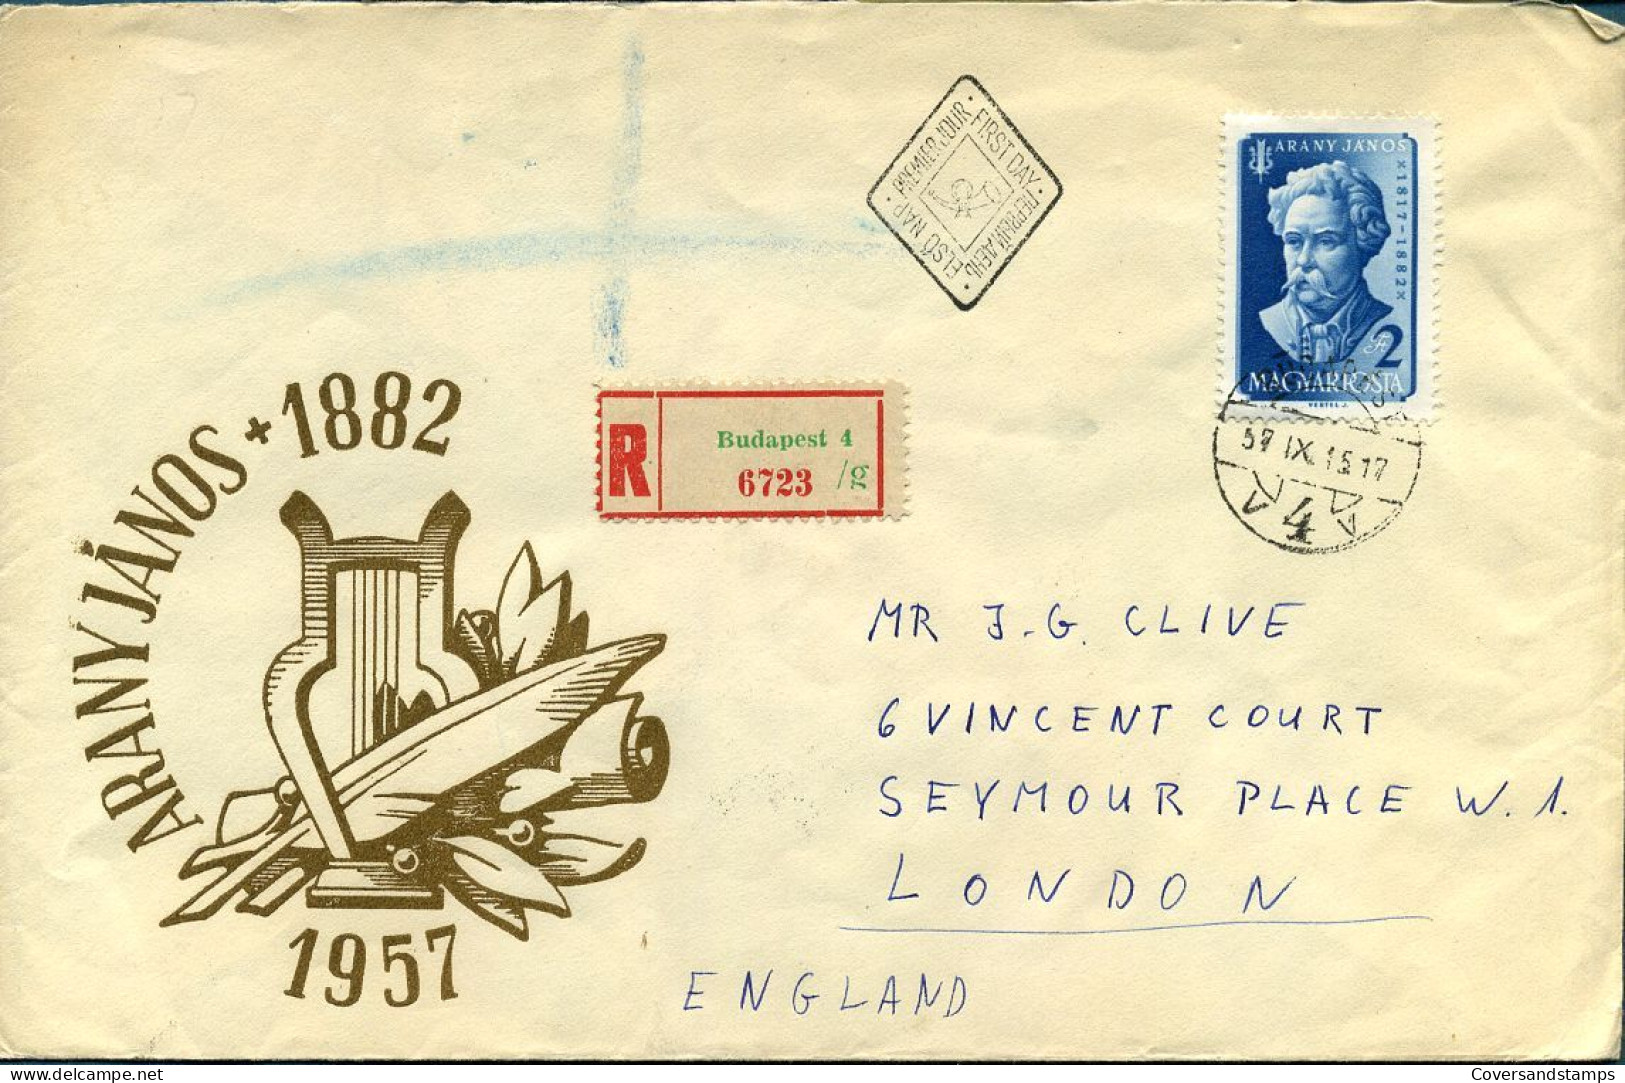 PREMIER JOUR · FIRST DAY · ПЕРВЫЙ ДЕНЬ · ELSŐ NAP ·
ARANY JÁNOS
×1817-1882×
2
MAGYAR POSTA
VERTEL J.
57 IX. 15 17
4
R
Budapest 4
6723 /g
ARANY JÁNOS + 1882
1957
MR J.G. CLIVE
6 VINCENT COURT
SEYMOUR PLACE W.1.
LONDON
ENGLAND
www.delcampe.net
Coversandstamps